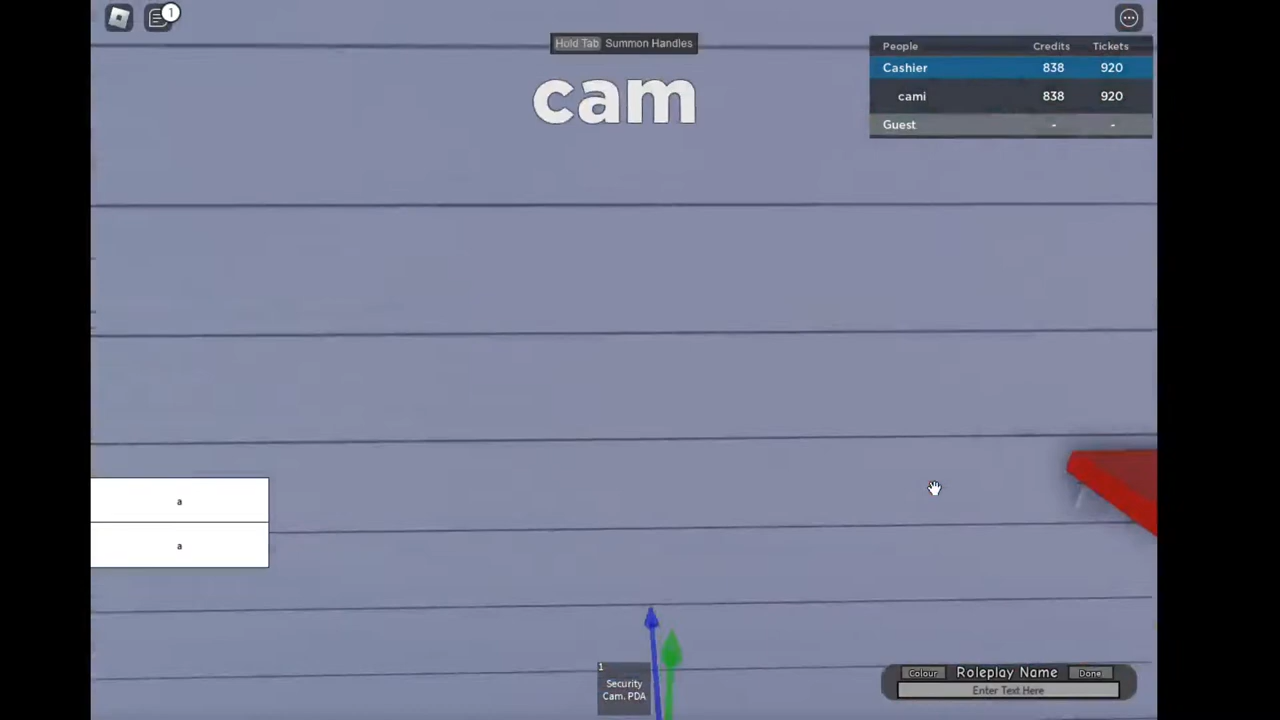 1
Hold Tab Summon Handles
cam
People Credits Tickets
Cashier 838 920
cami 838 920
Guest - -
a
a
1
Security
Cam. PDA
Colour Roleplay Name Done
Enter Text Here